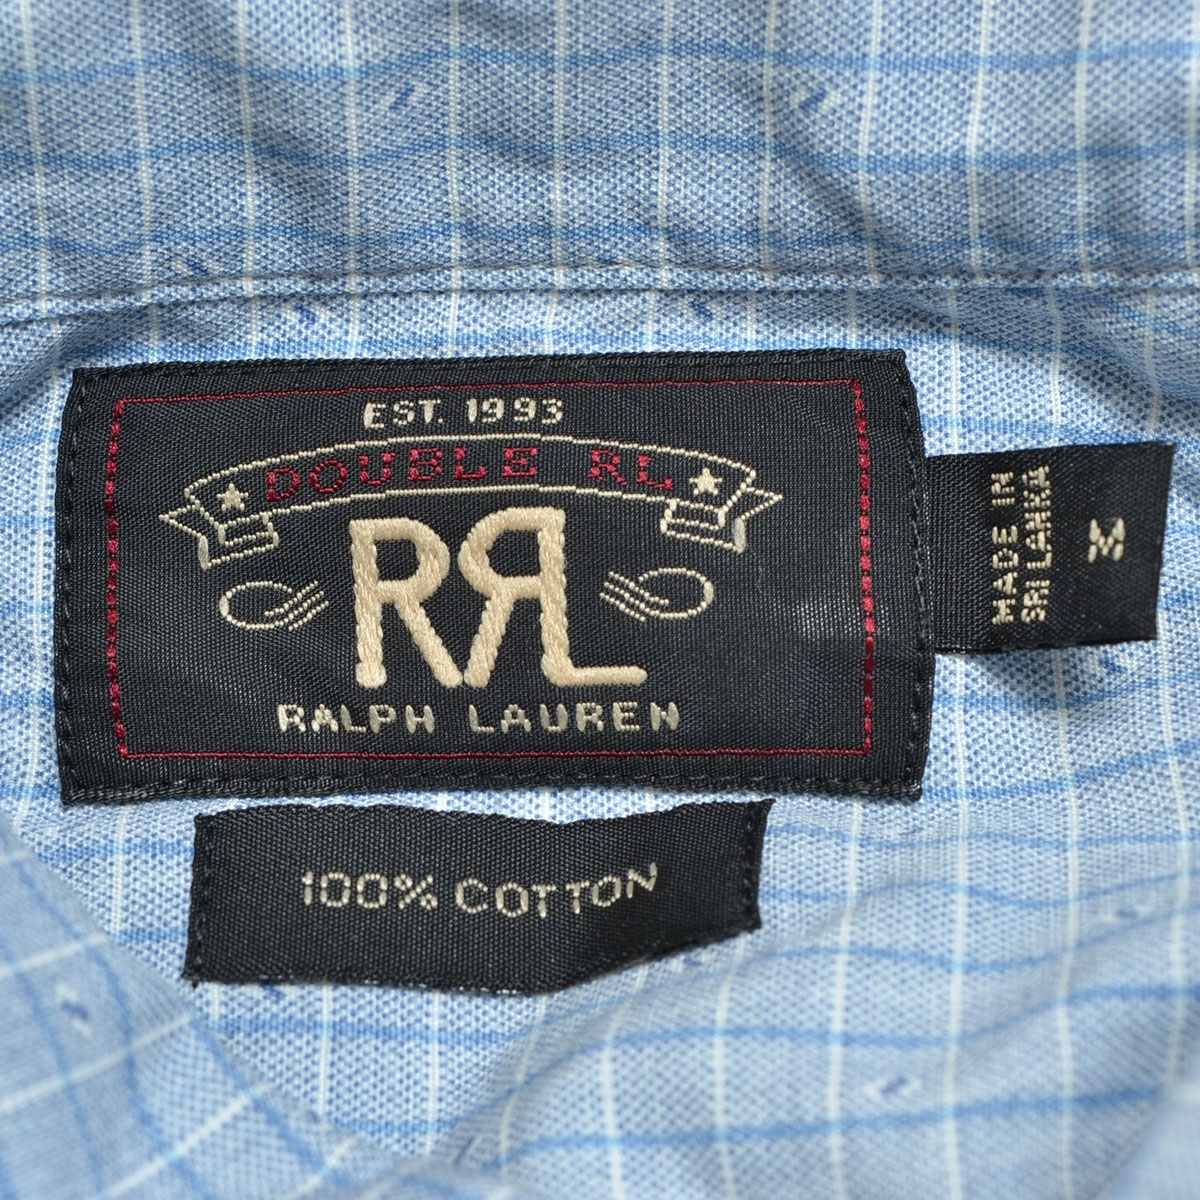 EST. 1993
DOUBLE RL
RRL
RALPH LAUREN
MADE IN
SRI LANKA
M
100% COTTON